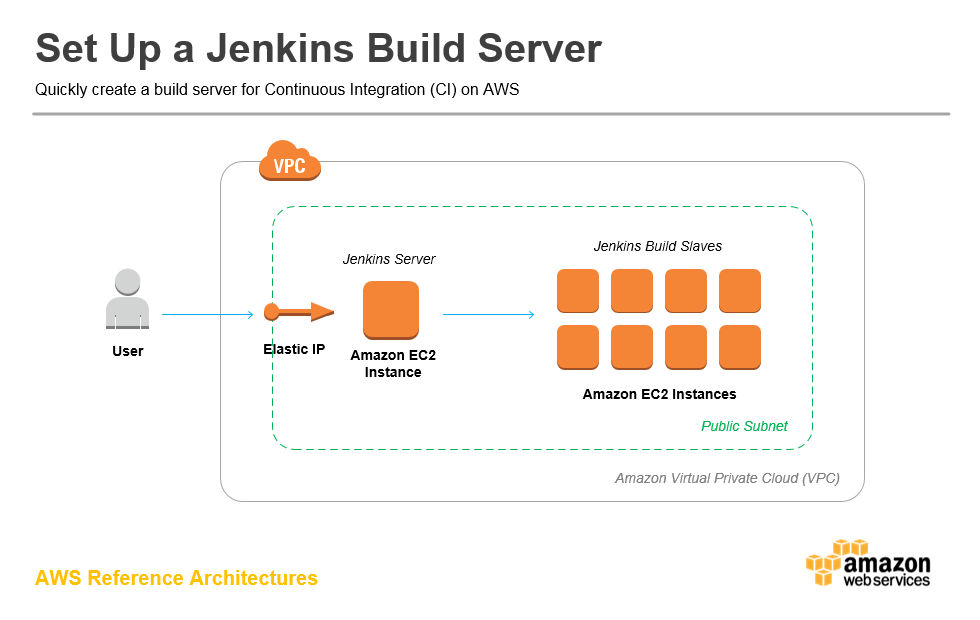 Set Up a Jenkins Build Server
Quickly create a build server for Continuous Integration (CI) on AWS
VPC
Jenkins Server
Jenkins Build Slaves
User
Elastic IP
Amazon EC2
Instance
Amazon EC2 Instances
Public Subnet
Amazon Virtual Private Cloud (VPC)
AWS Reference Architectures
amazon
webservices